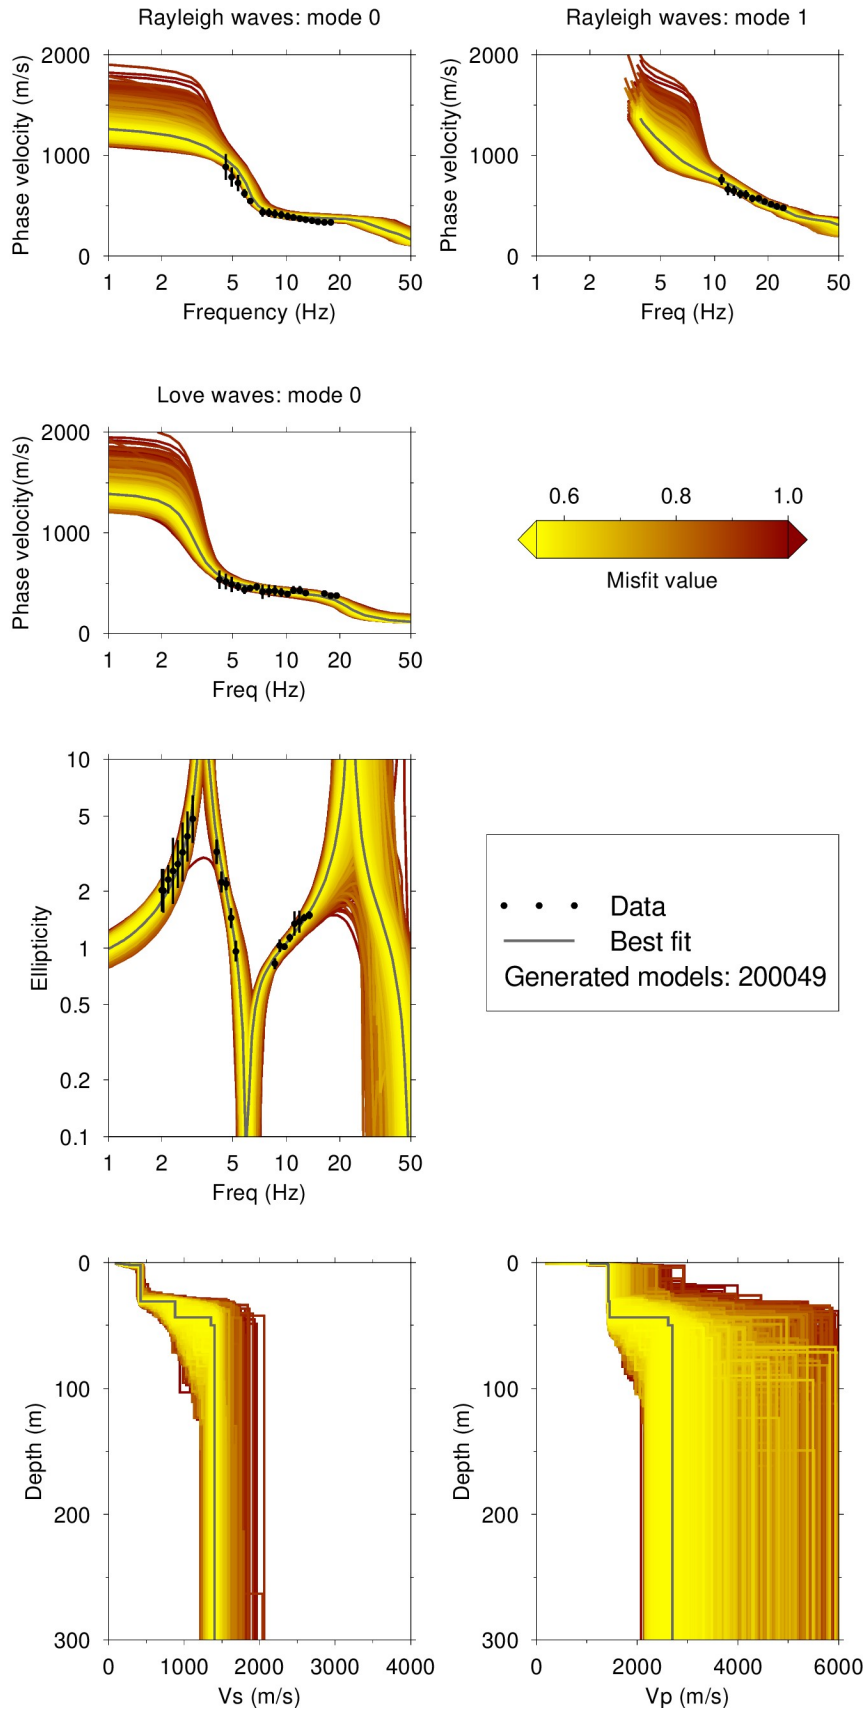 Rayleigh waves: mode 0
Phase velocity (m/s)
2000
1000
0
1 2 5 10 20 50
Frequency (Hz)
Rayleigh waves: mode 1
Phase velocity(m/s)
2000
1000
0
1 2 5 10 20 50
Freq (Hz)
Love waves: mode 0
Phase velocity(m/s)
2000
1000
0
1 2 5 10 20 50
Freq (Hz)
0.6 0.8 1.0
Misfit value
Ellipticity
10
5
2
1
0.5
0.2
0.1
1 2 5 10 20 50
Freq (Hz)
Data
Best fit
Generated models: 200049
Depth (m)
0
100
200
300
0 1000 2000 3000 4000
Vs (m/s)
Depth (m)
0
100
200
300
0 2000 4000 6000
Vp (m/s)